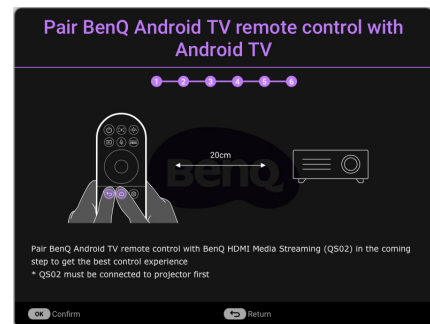 Pair BenQ Android TV remote control with
Android TV
1 2 3 4 5 6
20cm
BenQ
Pair BenQ Android TV remote control with BenQ HDMI Media Streaming (QS02) in the coming
step to get the best control experience
* QS02 must be connected to projector first
OK Confirm
Return